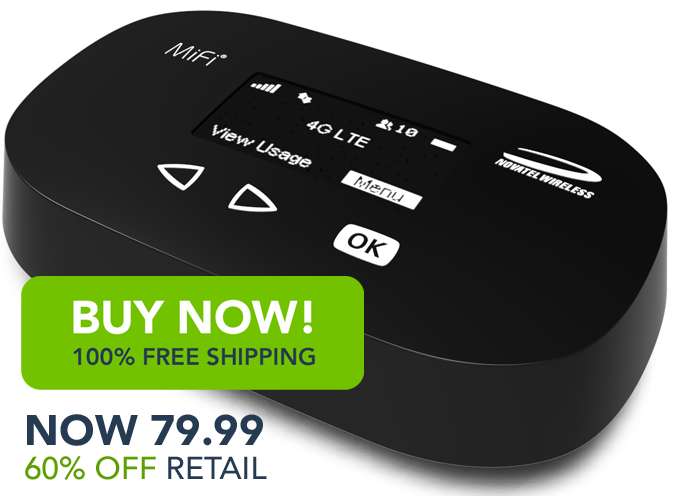 MiFi®
10
4G LTE
View Usage
Menu
NOVATEL WIRELESS
OK
BUY NOW!
100% FREE SHIPPING
NOW 79.99
60% OFF RETAIL